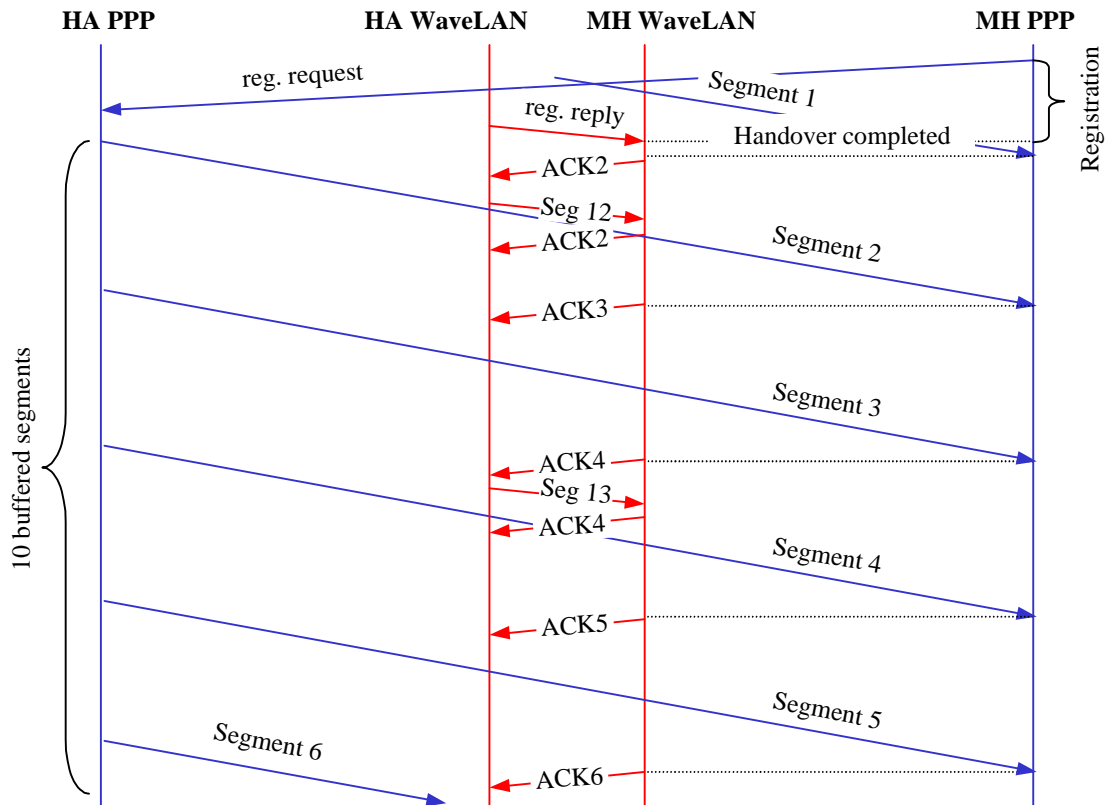 HA PPP
HA WaveLAN
MH WaveLAN
MH PPP
reg. request
Segment 1
Registration
reg. reply
Handover completed
ACK2
Seg 12
ACK2
Segment 2
ACK3
10 buffered segments
Segment 3
ACK4
Seg 13
ACK4
Segment 4
ACK5
Segment 5
Segment 6
ACK6